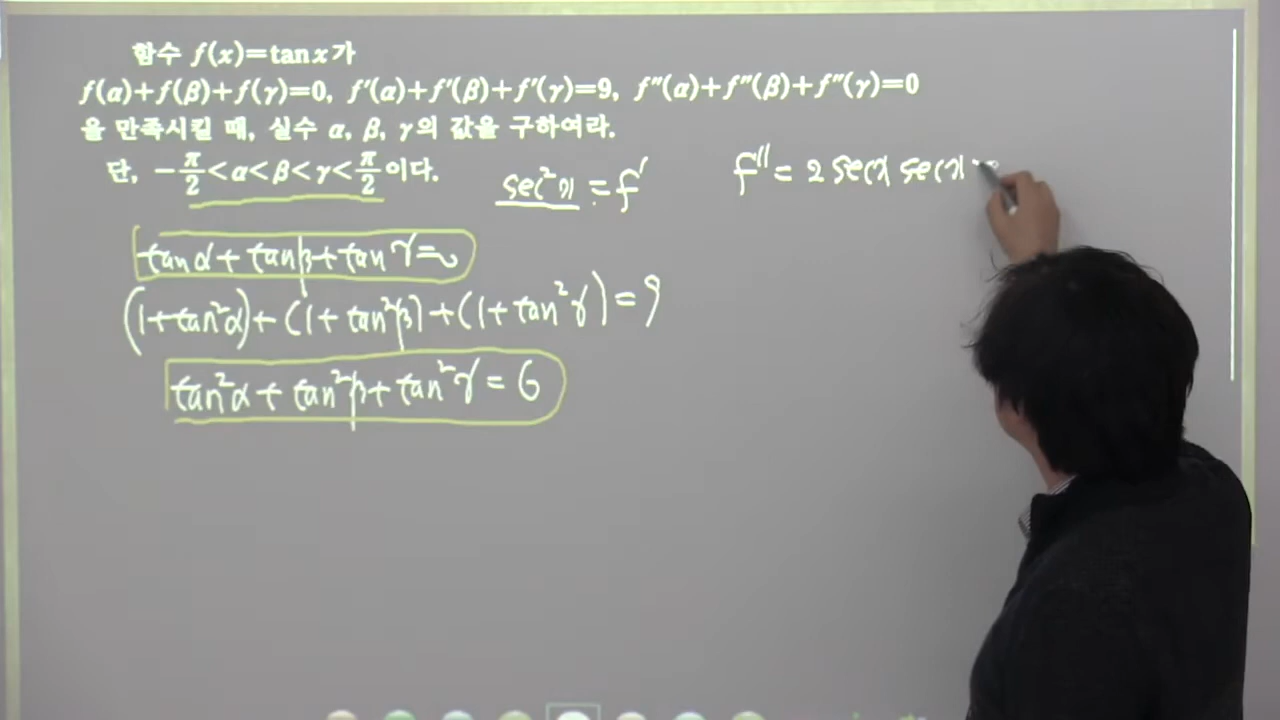 함수 f(x)=tanx가
f(α)+f(β)+f(γ)=0, f′(α)+f′(β)+f′(γ)=9, f″(α)+f″(β)+f″(γ)=0
을 만족시킬 때, 실수 α, β, γ의 값을 구하여라.
단, -π/2<α<β<γ<π/2이다.
sec²x = f′
f″= 2 secx secx
tanα+ tanβ+tanγ=0
(1+tan²α)+(1+tan²β)+(1+tan²γ)=9
tan²α+tan²β+tan²γ=6